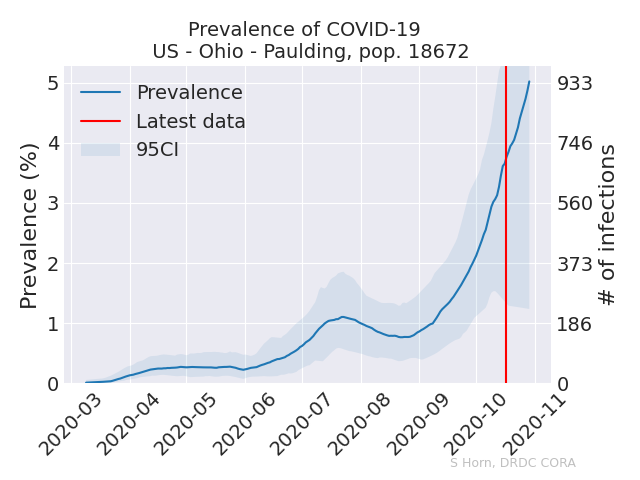 Prevalence of COVID-19
US - Ohio - Paulding, pop. 18672
Prevalence
Latest data
95CI
Prevalence (%)
5
4
3
2
1
0
# of infections
933
746
560
373
186
0
2020-03
2020-04
2020-05
2020-06
2020-07
2020-08
2020-09
2020-10
2020-11
S Horn, DRDC CORA